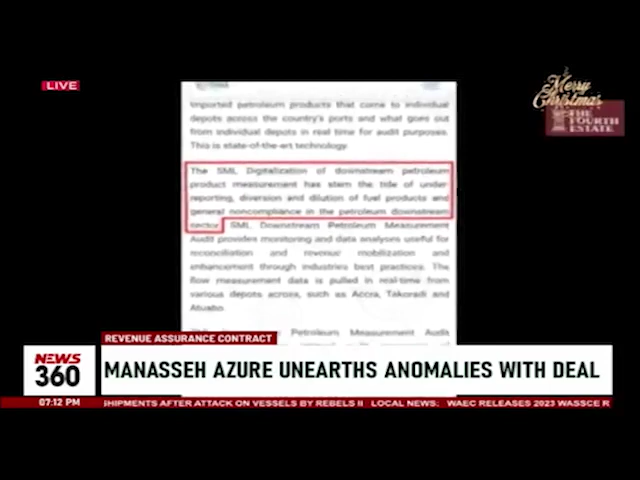 LIVE
Merry
Christmas
THE
FOURTH
ESTATE
imported petroleum products that come to individual
depots across the country's ports and what goes out
from individual depots in real time for audit purposes.
This is state-of-the-art technology.
The SML Digitalization of downstream petroleum
product measurement has stem the title of under-
reporting, diversion and dilution of fuel products and
general noncompliance in the petroleum downstream
sector. SML Downstream Petroleum Measurement
Audit provides monitoring and data analyses useful for
reconciliation and revenue mobilization and
enhancement through industries best practices. The
flow measurement data is pulled in real-time from
various depots across, such as Accra, Takoradi and
Atuabo.
Petroleum Measurement Audit
REVENUE ASSURANCE CONTRACT
NEWS
360
MANASSEH AZURE UNEARTHS ANOMALIES WITH DEAL
07:12 PM
SHIPMENTS AFTER ATTACK ON VESSELS BY REBELS II LOCAL NEWS: WAEC RELEASES 2023 WASSCE R